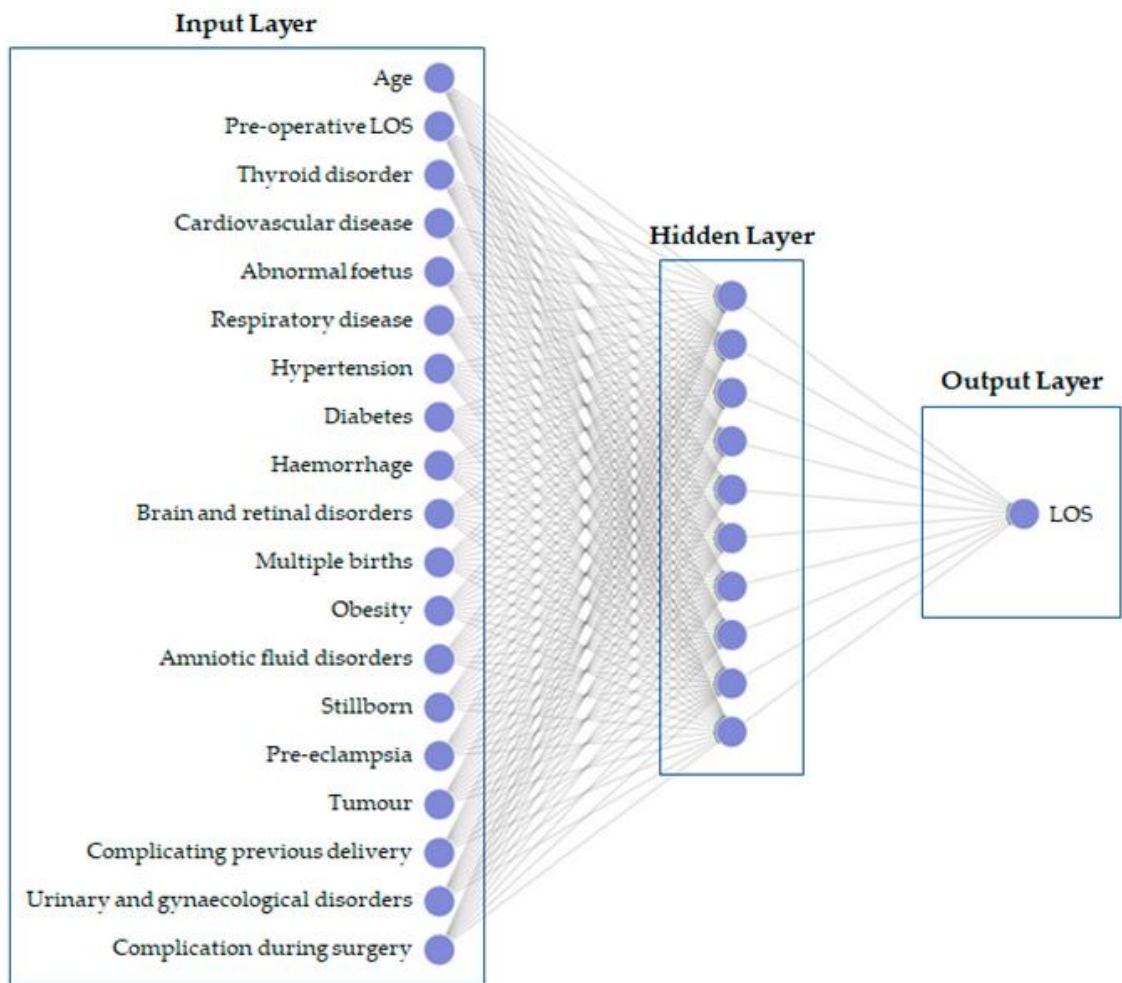 Input Layer
Age
Pre-operative LOS
Thyroid disorder
Cardiovascular disease
Abnormal foetus
Respiratory disease
Hypertension
Diabetes
Haemorrhage
Brain and retinal disorders
Multiple births
Obesity
Amniotic fluid disorders
Stillborn
Pre-eclampsia
Tumour
Complicating previous delivery
Urinary and gynaecological disorders
Complication during surgery
Hidden Layer
Output Layer
LOS